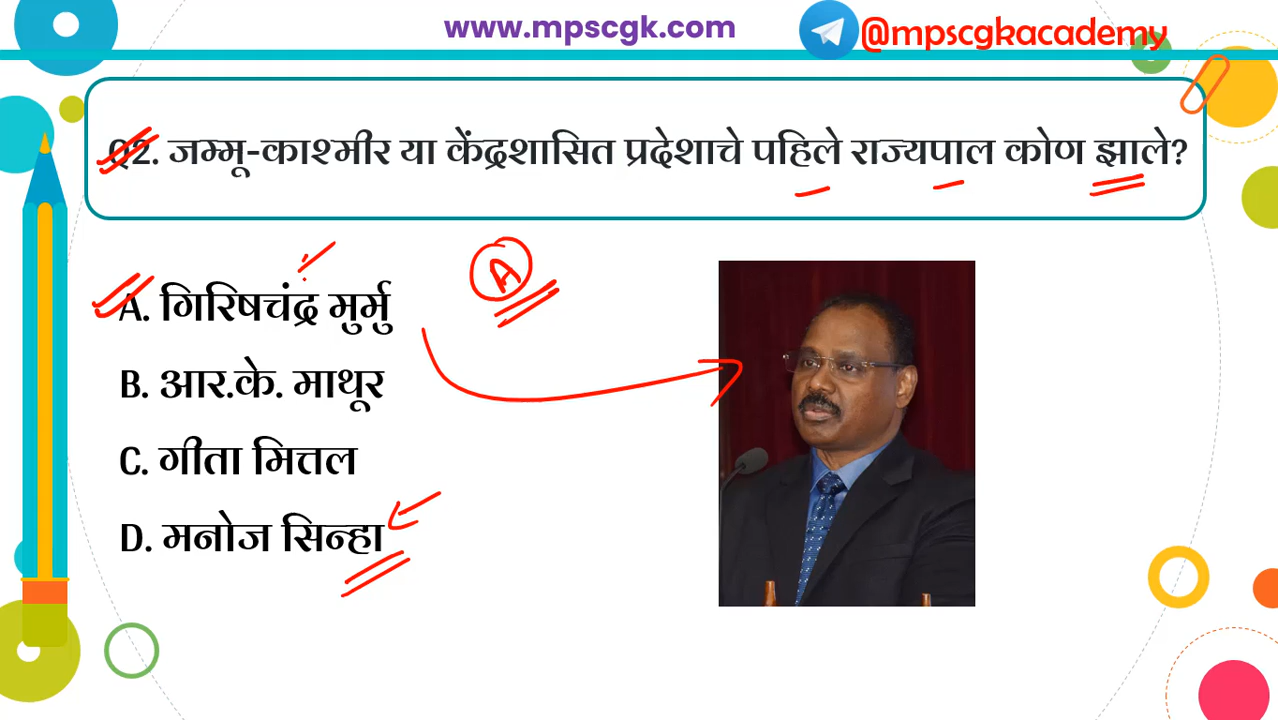 www.mpscgk.com
@mpscgkacademy
Q2. जम्मू-काश्मीर या केंद्रशासित प्रदेशाचे पहिले राज्यपाल कोण झाले?
A. गिरिषचंद्र मुर्मु
A
B. आर.के. माथूर
C. गीता मित्तल
D. मनोज सिन्हा